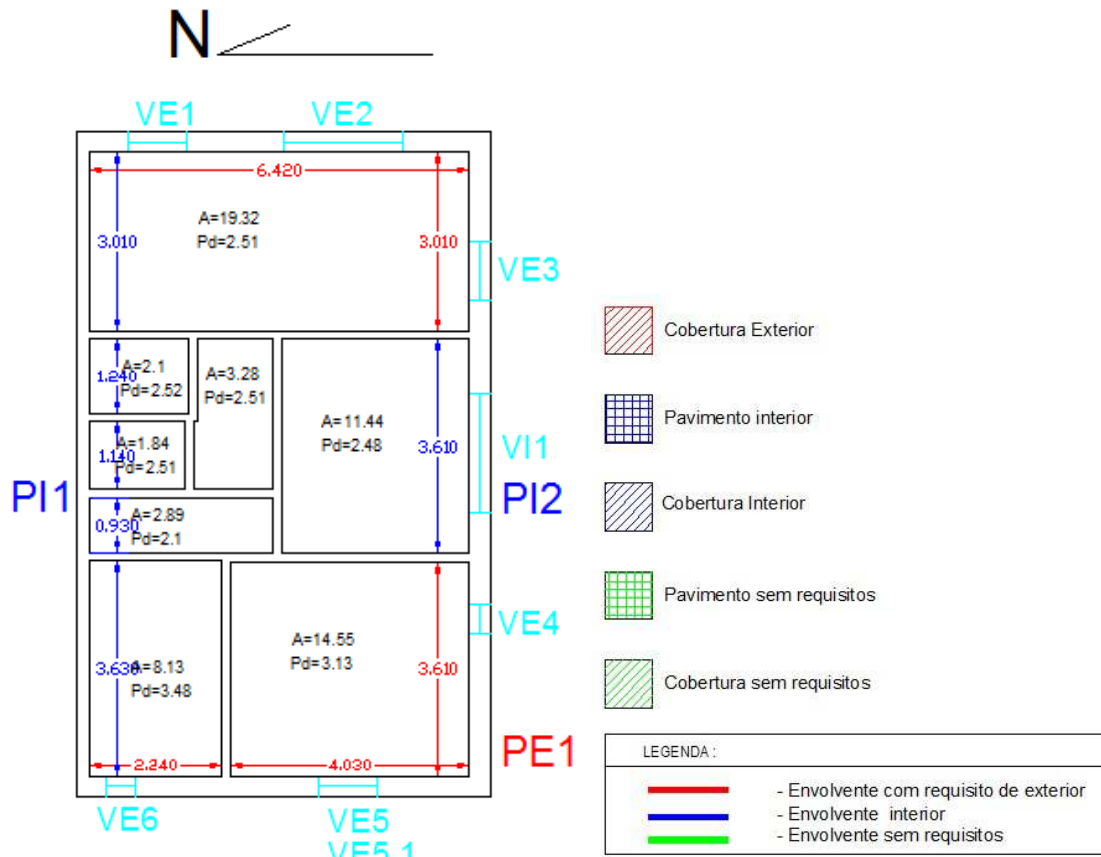 N
VE1
VE2
6.420
A=19.32
Pd=2.51
3.010
3.010
VE3
A=2.1
Pd=2.52
1.240
A=3.28
Pd=2.51
A=11.44
Pd=2.48
3.610
A=1.84
Pd=2.51
1.140
VI1
PI1
PI2
A=2.89
Pd=2.1
0.930
VE4
A=8.13
Pd=3.48
3.630
A=14.55
Pd=3.13
3.610
PE1
2.240
4.030
VE6
VE5
VE5.1
Cobertura Exterior
Pavimento interior
Cobertura Interior
Pavimento sem requisitos
Cobertura sem requisitos
LEGENDA :
- Envolvente com requisito de exterior
- Envolvente interior
- Envolvente sem requisitos